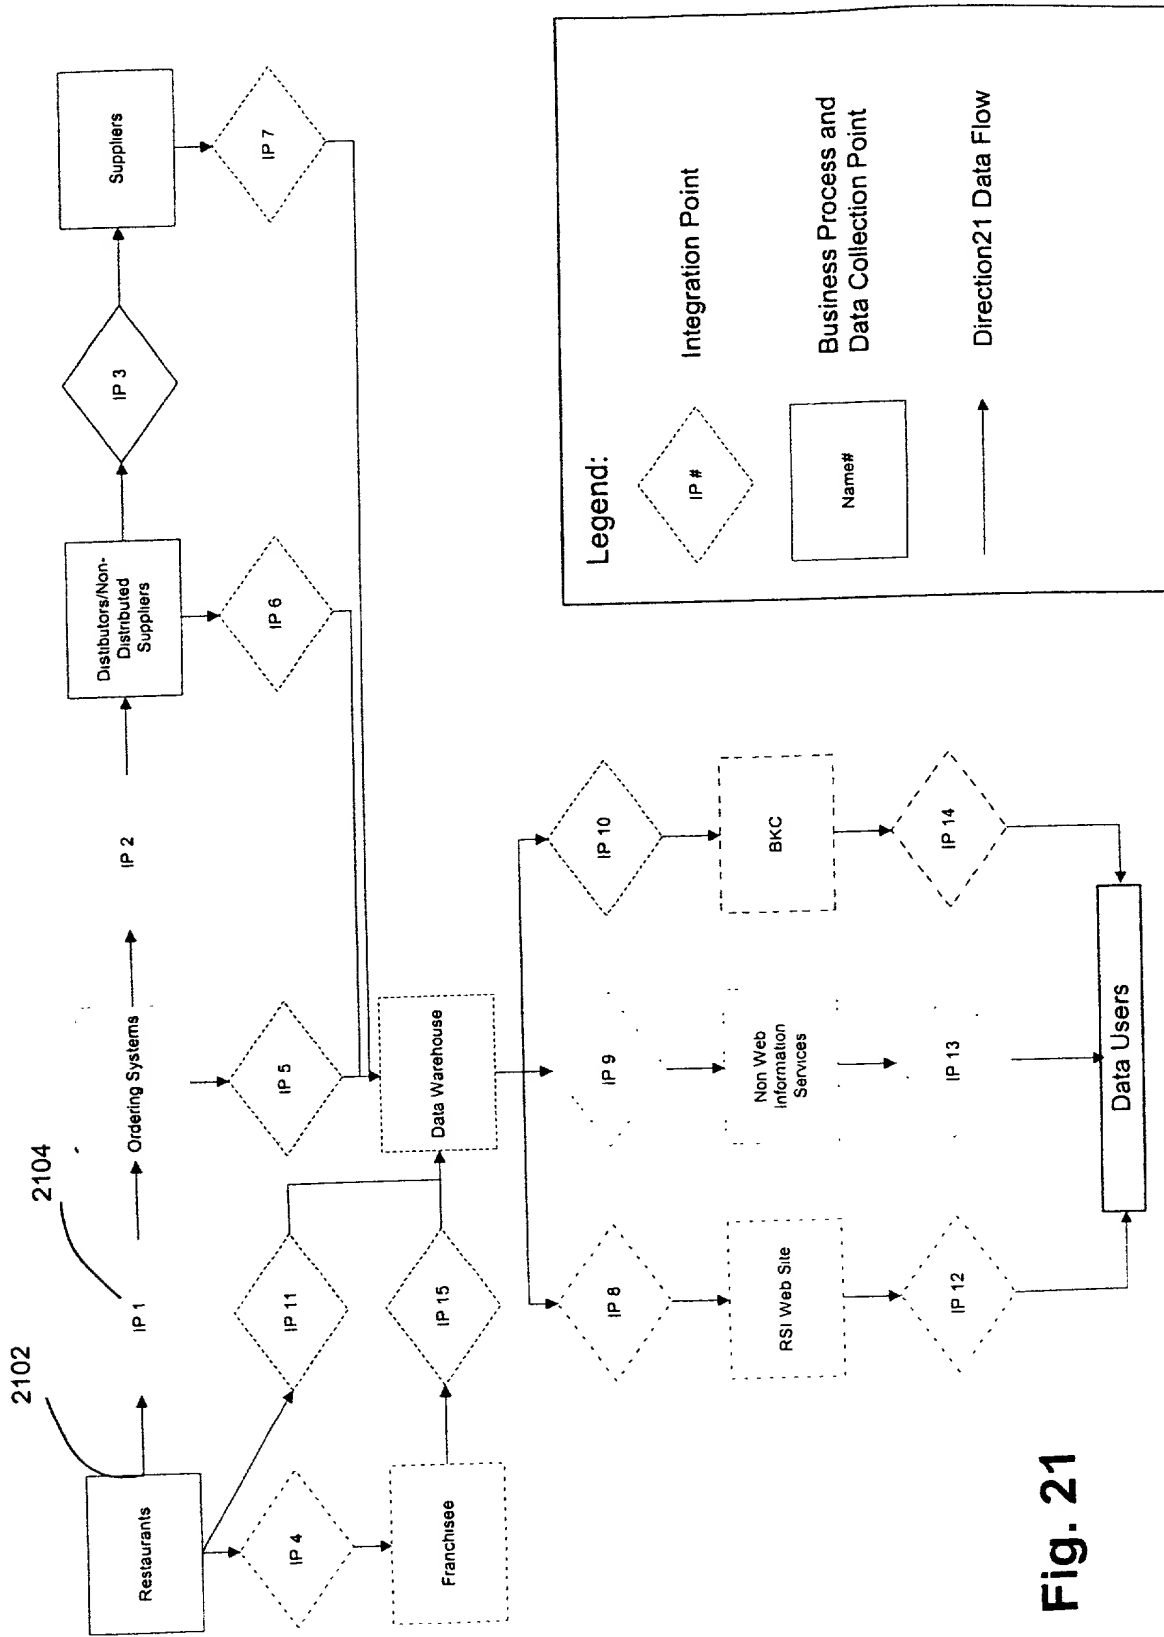 2102
2104
Restaurants
IP 1
Ordering Systems
IP 2
Distributors/Non-
Distributed
Suppliers
IP 3
Suppliers
IP 4
IP 11
IP 5
IP 6
IP 7
Franchisee
IP 15
Data Warehouse
IP 8
IP 9
IP 10
RSI Web Site
Non Web
Information
Services
BKC
IP 12
IP 13
IP 14
Data Users
Legend:
IP #
Integration Point
Name#
Business Process and
Data Collection Point
Direction21 Data Flow
Fig. 21